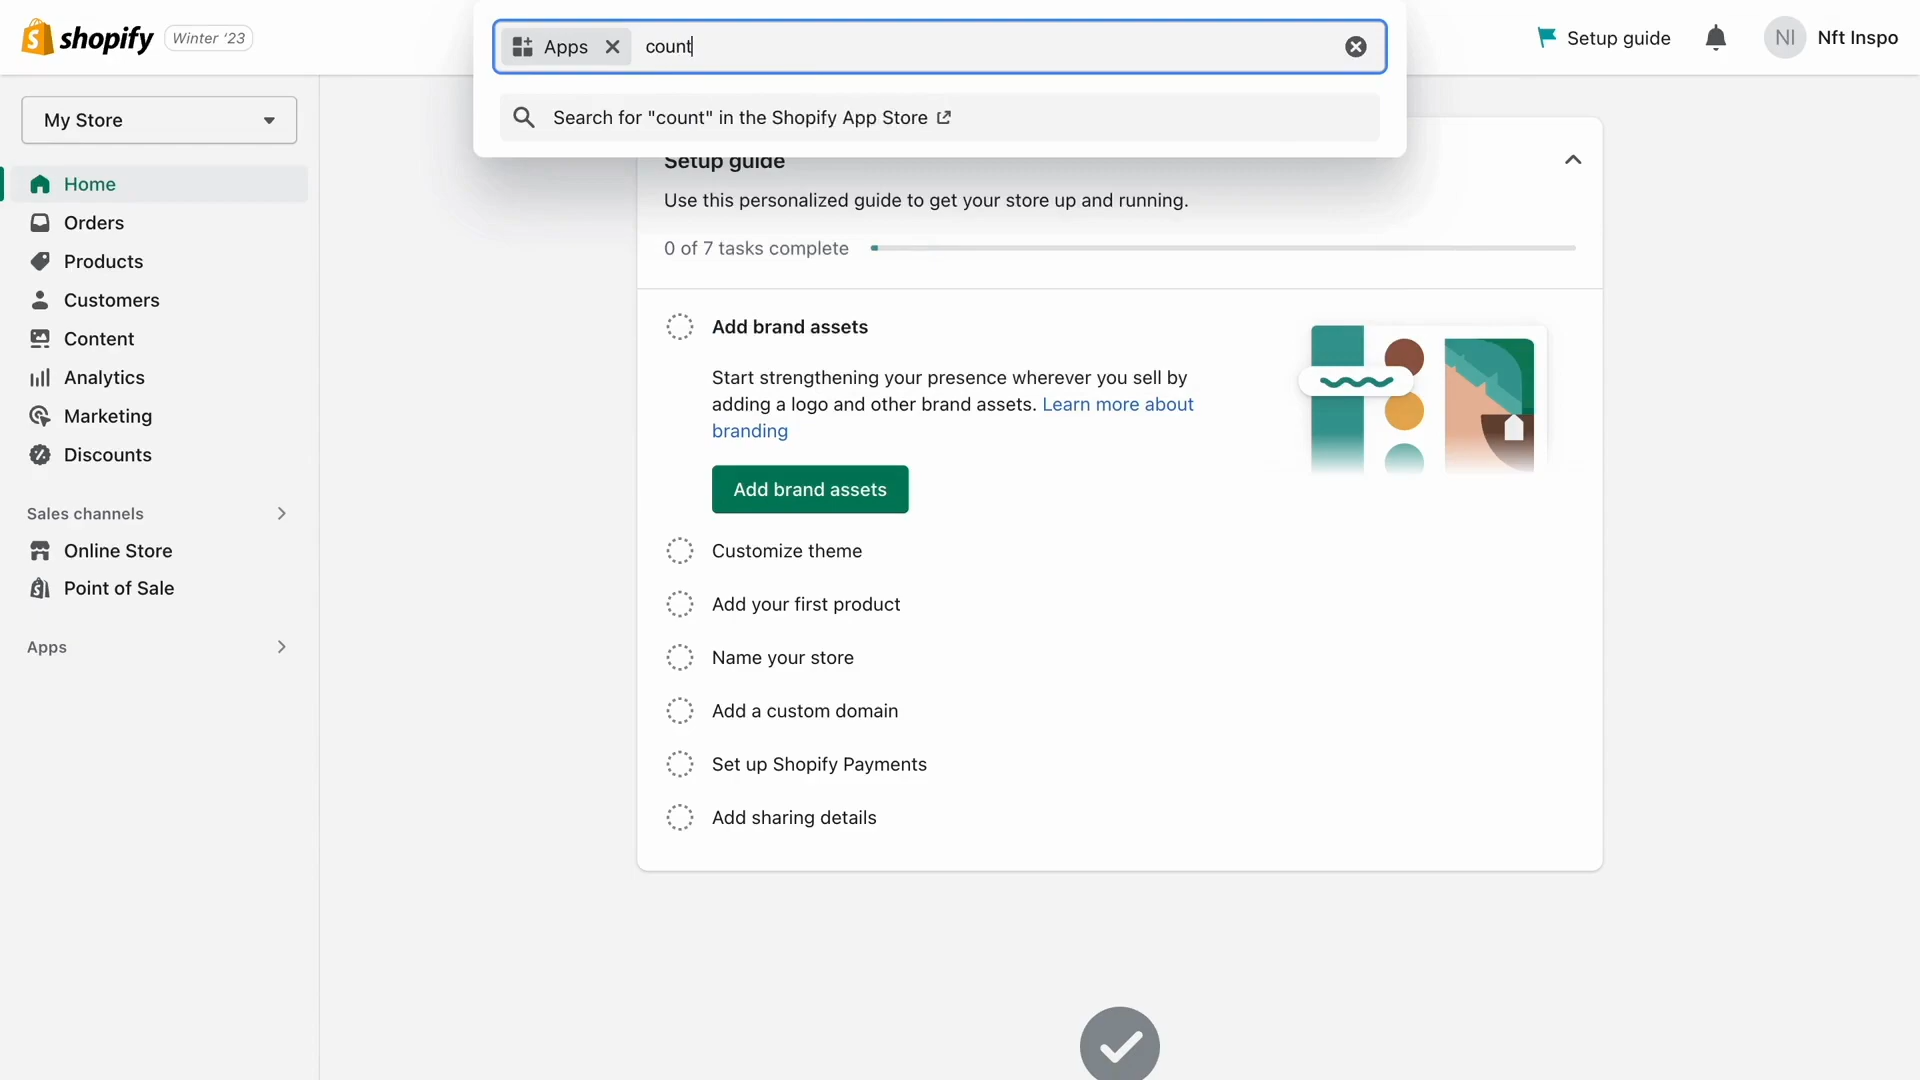 shopify
Winter '23
Apps
count
Setup guide
NI
Nft Inspo
Search for "count" in the Shopify App Store
My Store
Home
Orders
Products
Customers
Content
Analytics
Marketing
Discounts
Sales channels
Online Store
Point of Sale
Apps
Setup guide
Use this personalized guide to get your store up and running.
0 of 7 tasks complete
Add brand assets
Start strengthening your presence wherever you sell by
adding a logo and other brand assets. Learn more about
branding
Add brand assets
Customize theme
Add your first product
Name your store
Add a custom domain
Set up Shopify Payments
Add sharing details